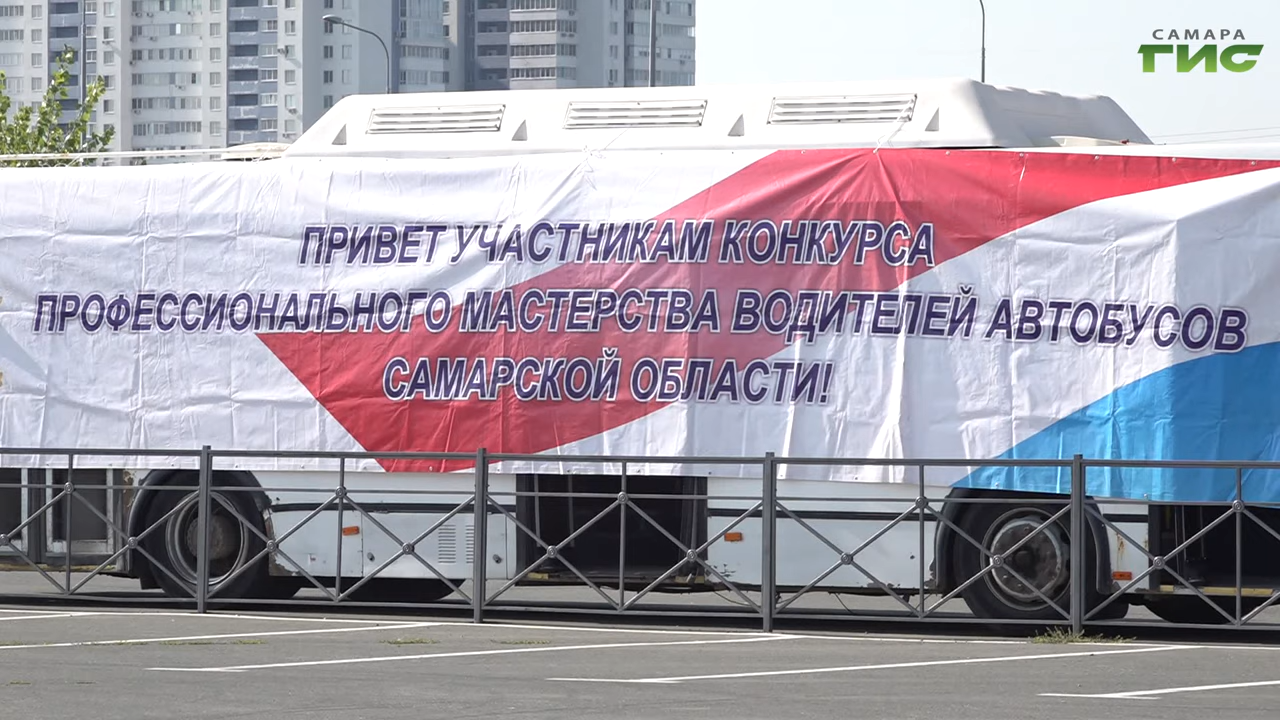 САМАРА
ГИС
ПРИВЕТ УЧАСТНИКАМ КОНКУРСА
ПРОФЕССИОНАЛЬНОГО МАСТЕРСТВА ВОДИТЕЛЕЙ АВТОБУСОВ
САМАРСКОЙ ОБЛАСТИ!